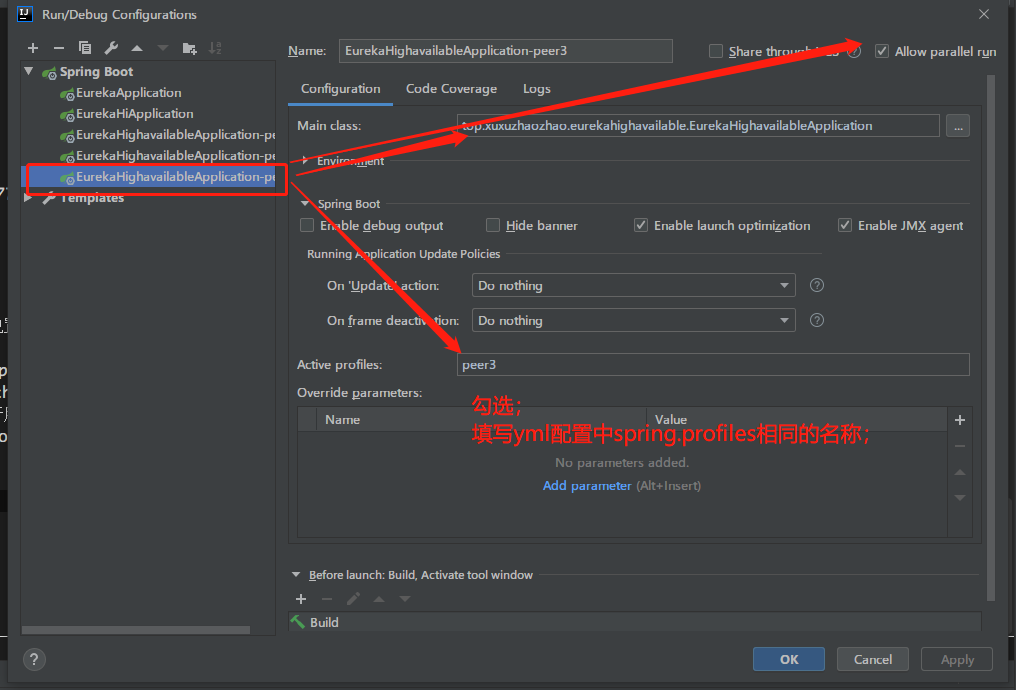 Run/Debug Configurations
Name: EurekaHighavailableApplication-peer3
Allow parallel run
Spring Boot
EurekaApplication
EurekaHiApplication
EurekaHighavailableApplication-pe
EurekaHighavailableApplication-pe
EurekaHighavailableApplication-pe
Templates
Configuration Code Coverage Logs
Main class: top.xuxuzhaozhao.eurekahighavailable.EurekaHighavailableApplication ...
Environment
Spring Boot
Enable debug output Hide banner Enable launch optimization Enable JMX agent
Running Application Update Policies
On 'Update' action: Do nothing ?
On frame deactivation: Do nothing ?
Active profiles: peer3
Override parameters:
Name Value
勾选；
填写yml配置中spring.profiles相同的名称；
No parameters added.
Add parameter (Alt+Insert)
Before launch: Build, Activate tool window
Build
? OK Cancel Apply